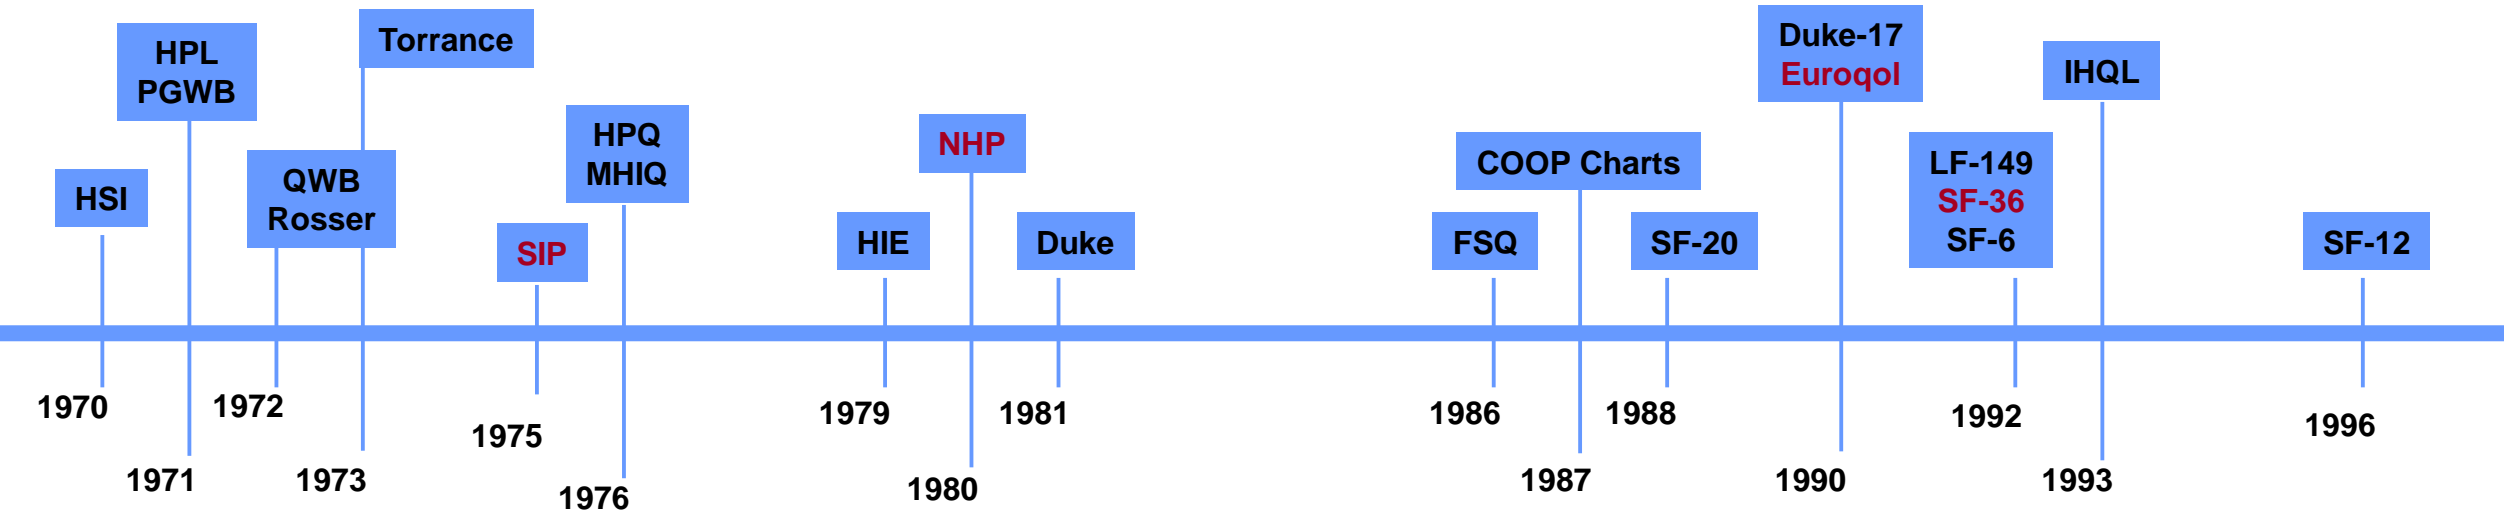 HSI
HPL
PGWB
QWB
Rosser
Torrance
SIP
HPQ
MHIQ
HIE
NHP
Duke
FSQ
COOP Charts
SF-20
Duke-17
Euroqol
LF-149
SF-36
SF-6
IHQL
SF-12
1970
1971
1972
1973
1975
1976
1979
1980
1981
1986
1987
1988
1990
1992
1993
1996